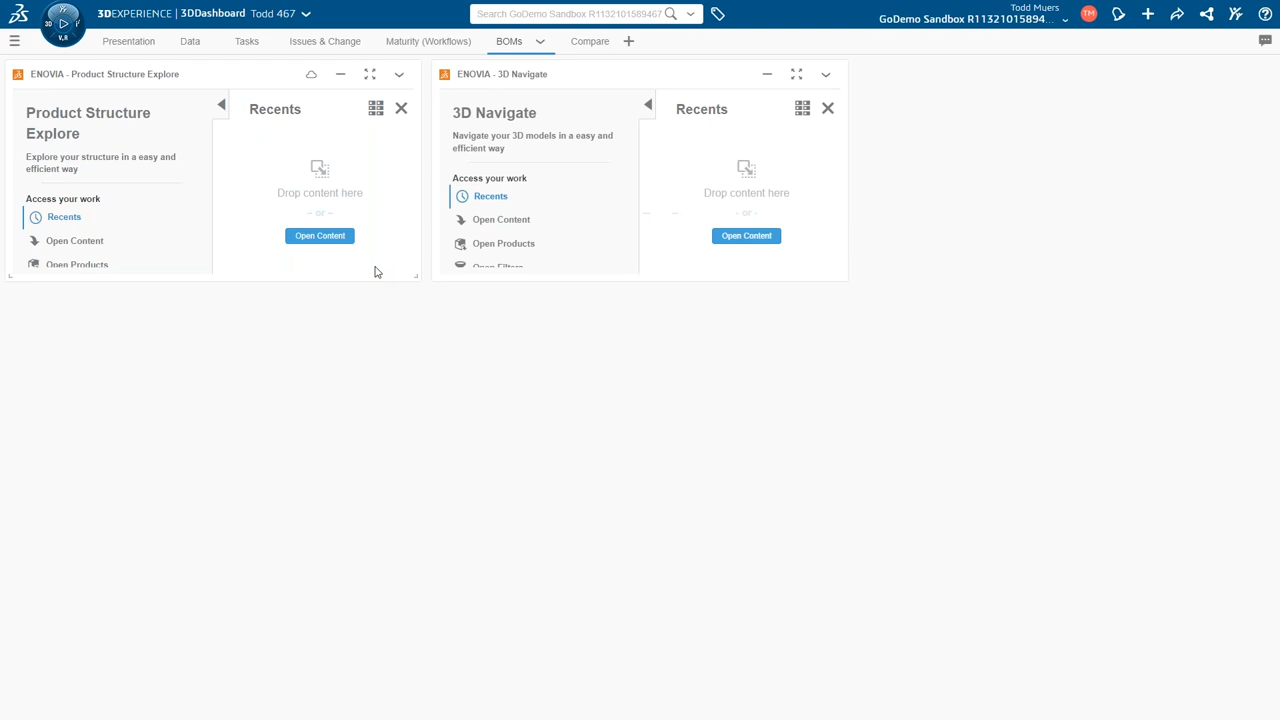 3DEXPERIENCE | 3DDashboard Todd 467
Search GoDemo Sandbox R1132101589467
Todd Muers
GoDemo Sandbox R11321015894...
TM
3D
V,R
Presentation
Data
Tasks
Issues & Change
Maturity (Workflows)
BOMs
Compare
ENOVIA - Product Structure Explore
Product Structure
Explore
Explore your structure in a easy and
efficient way
Access your work
Recents
Open Content
Open Products
Recents
Drop content here
- or -
Open Content
ENOVIA - 3D Navigate
3D Navigate
Navigate your 3D models in a easy and
efficient way
Access your work
Recents
Open Content
Open Products
Open Filters
Recents
Drop content here
- or -
Open Content